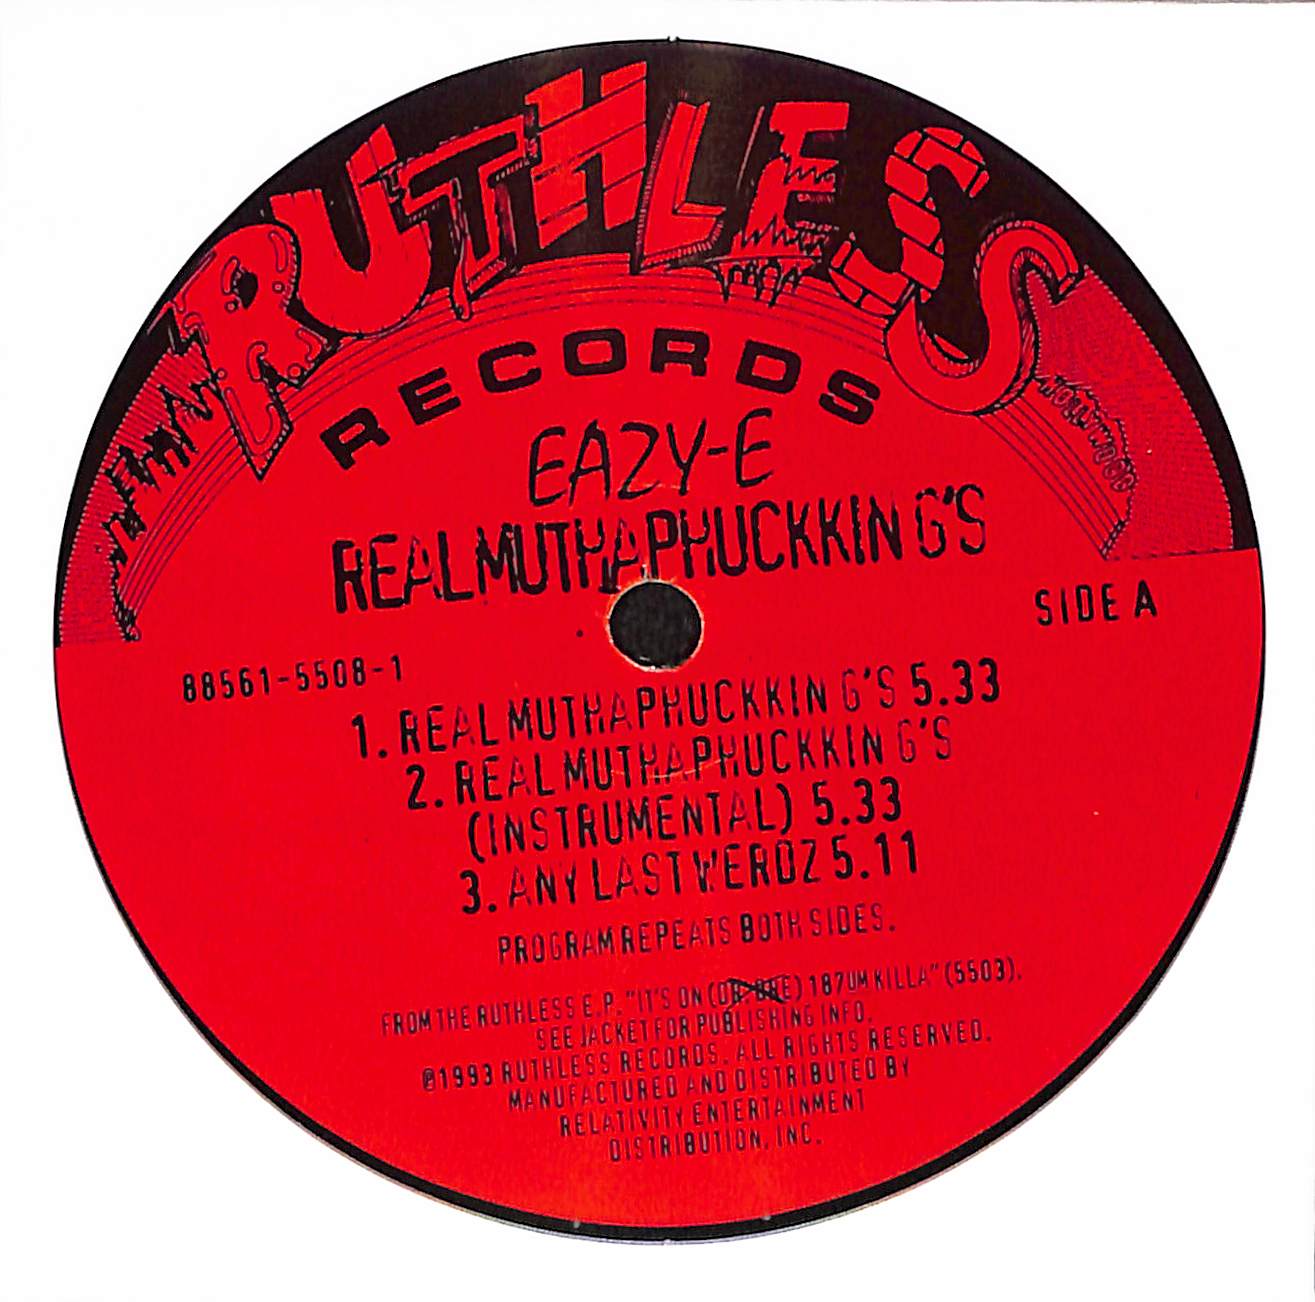 RUTHLESS
RECORDS
HOLLYWOOD
EAZY-E
REAL MUTHAPHUCKKIN G'S
SIDE A
88561-5508-1
1. REAL MUTHAPHUCKKIN G'S 5.33
2. REAL MUTHAPHUCKKIN G'S
(INSTRUMENTAL) 5.33
3. ANY LAST WERDZ 5.11
PROGRAM REPEATS BOTH SIDES.
FROM THE RUTHLESS E.P. "IT'S ON (DR. DRE) 187UM KILLA" (5503).
SEE JACKET FOR PUBLISHING INFO.
℗1993 RUTHLESS RECORDS. ALL RIGHTS RESERVED.
MANUFACTURED AND DISTRIBUTED BY
RELATIVITY ENTERTAINMENT
DISTRIBUTION, INC.